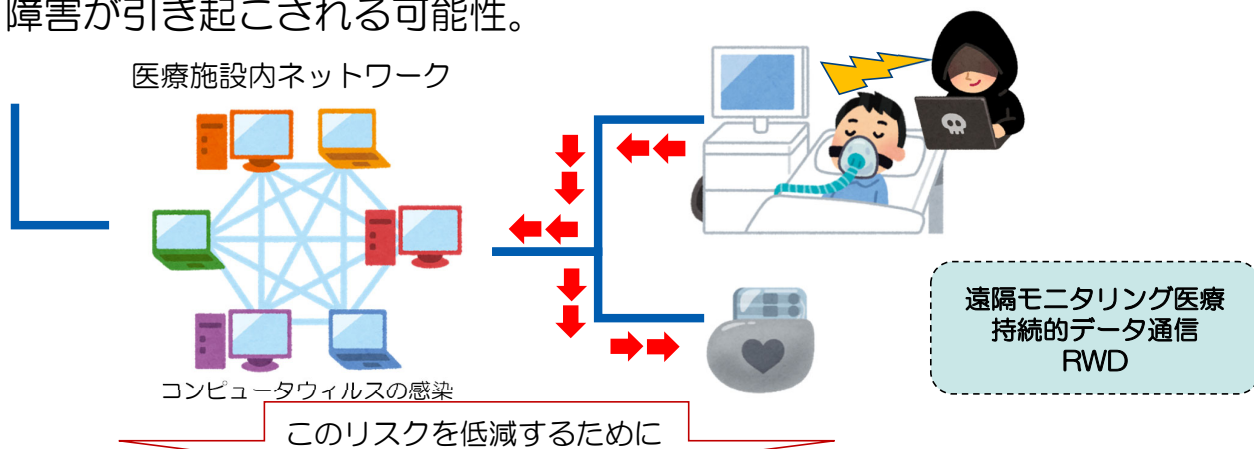 障害が引き起こされる可能性。
医療施設内ネットワーク
遠隔モニタリング医療
持続的データ通信
RWD
コンピュータウィルスの感染
このリスクを低減するために